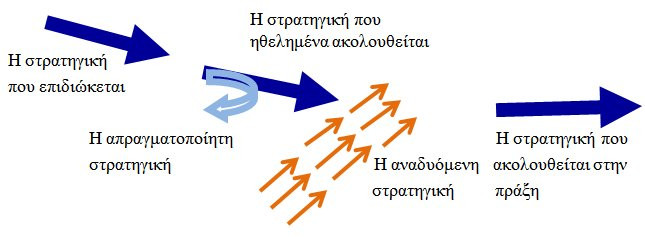 Η στρατηγική
που επιδιώκεται
Η στρατηγική που
ηθελημένα ακολουθείται
Η απραγματοποίητη
στρατηγική
Η αναδυόμενη
στρατηγική
Η στρατηγική που
ακολουθείται στην
πράξη